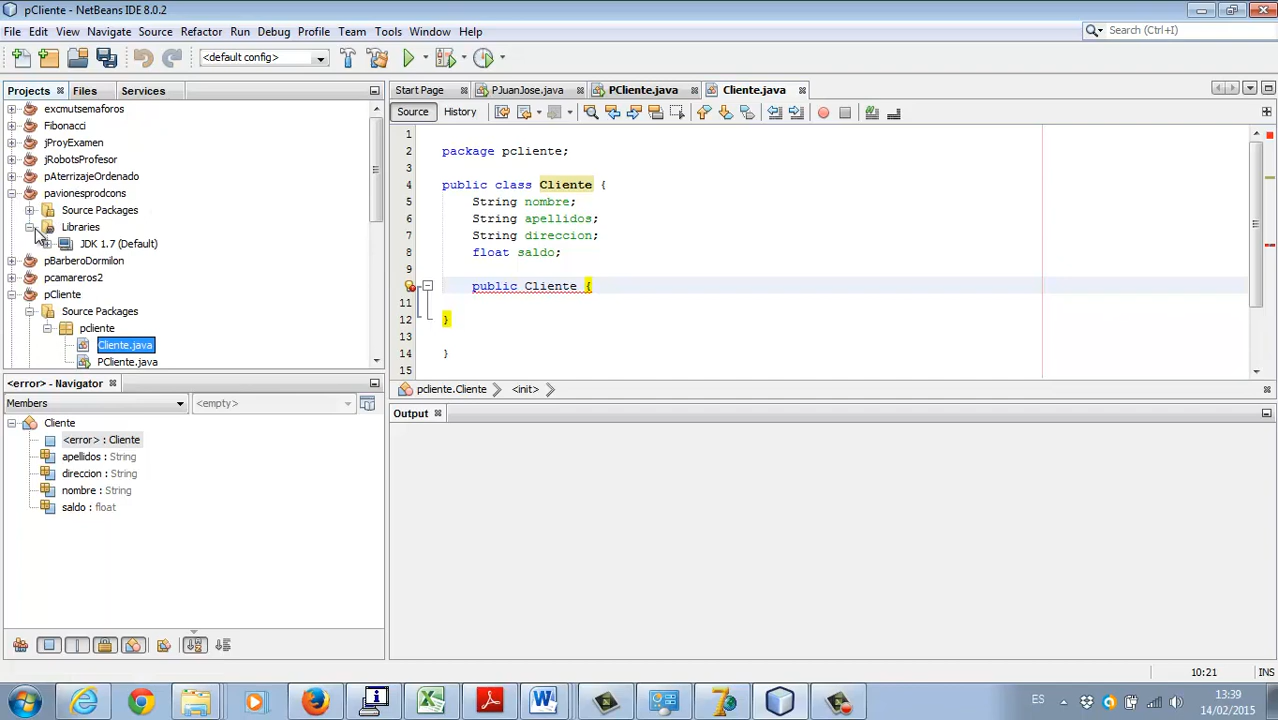 pCliente - NetBeans IDE 8.0.2
File Edit View Navigate Source Refactor Run Debug Profile Team Tools Window Help
Search (Ctrl+I)
<default config>
Projects Files Services
Start Page PJuanJose.java PCliente.java Cliente.java
Source History
excmutsemaforos
Fibonacci
jProyExamen
jRobotsProfesor
pAterrizajeOrdenado
pavionesprodcons
Source Packages
Libraries
JDK 1.7 (Default)
pBarberoDormilon
pcamareros2
pCliente
Source Packages
pcliente
Cliente.java
PCliente.java
1
2 package pcliente;
3
4 public class Cliente {
5 String nombre;
6 String apellidos;
7 String direccion;
8 float saldo;
9
public Cliente {
11
12 }
13
14 }
15
pcliente.Cliente <init>
<error> - Navigator
Members <empty>
Cliente
<error> : Cliente
apellidos : String
direccion : String
nombre : String
saldo : float
Output
10:21 INS
ES 13:39
14/02/2015